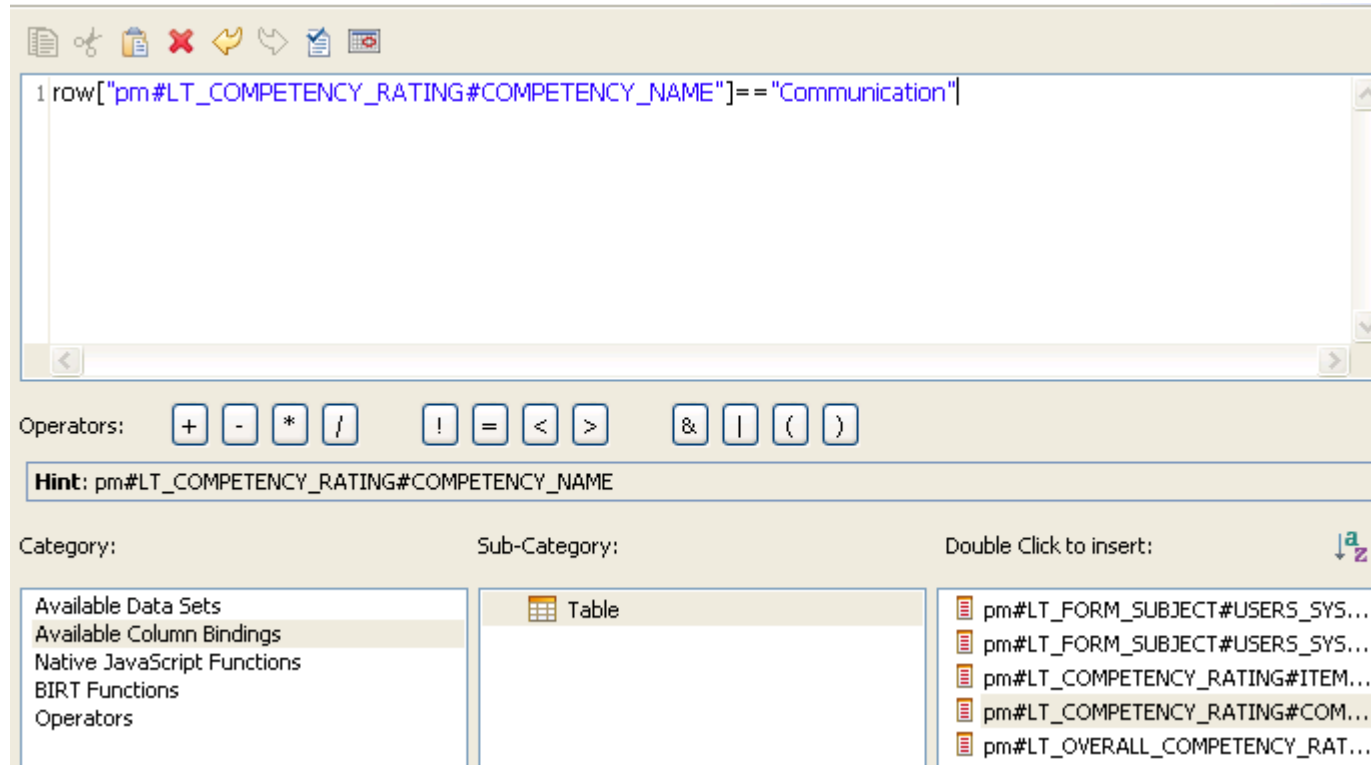 1 row["pm#LT_COMPETENCY_RATING#COMPETENCY_NAME"]=="Communication"
Operators: + - * / ! = < > & | ( )
Hint: pm#LT_COMPETENCY_RATING#COMPETENCY_NAME
Category: Sub-Category: Double Click to insert: a z
Available Data Sets
Available Column Bindings
Native JavaScript Functions
BIRT Functions
Operators
Table
pm#LT_FORM_SUBJECT#USERS_SYS...
pm#LT_FORM_SUBJECT#USERS_SYS...
pm#LT_COMPETENCY_RATING#ITEM...
pm#LT_COMPETENCY_RATING#COM...
pm#LT_OVERALL_COMPETENCY_RAT...